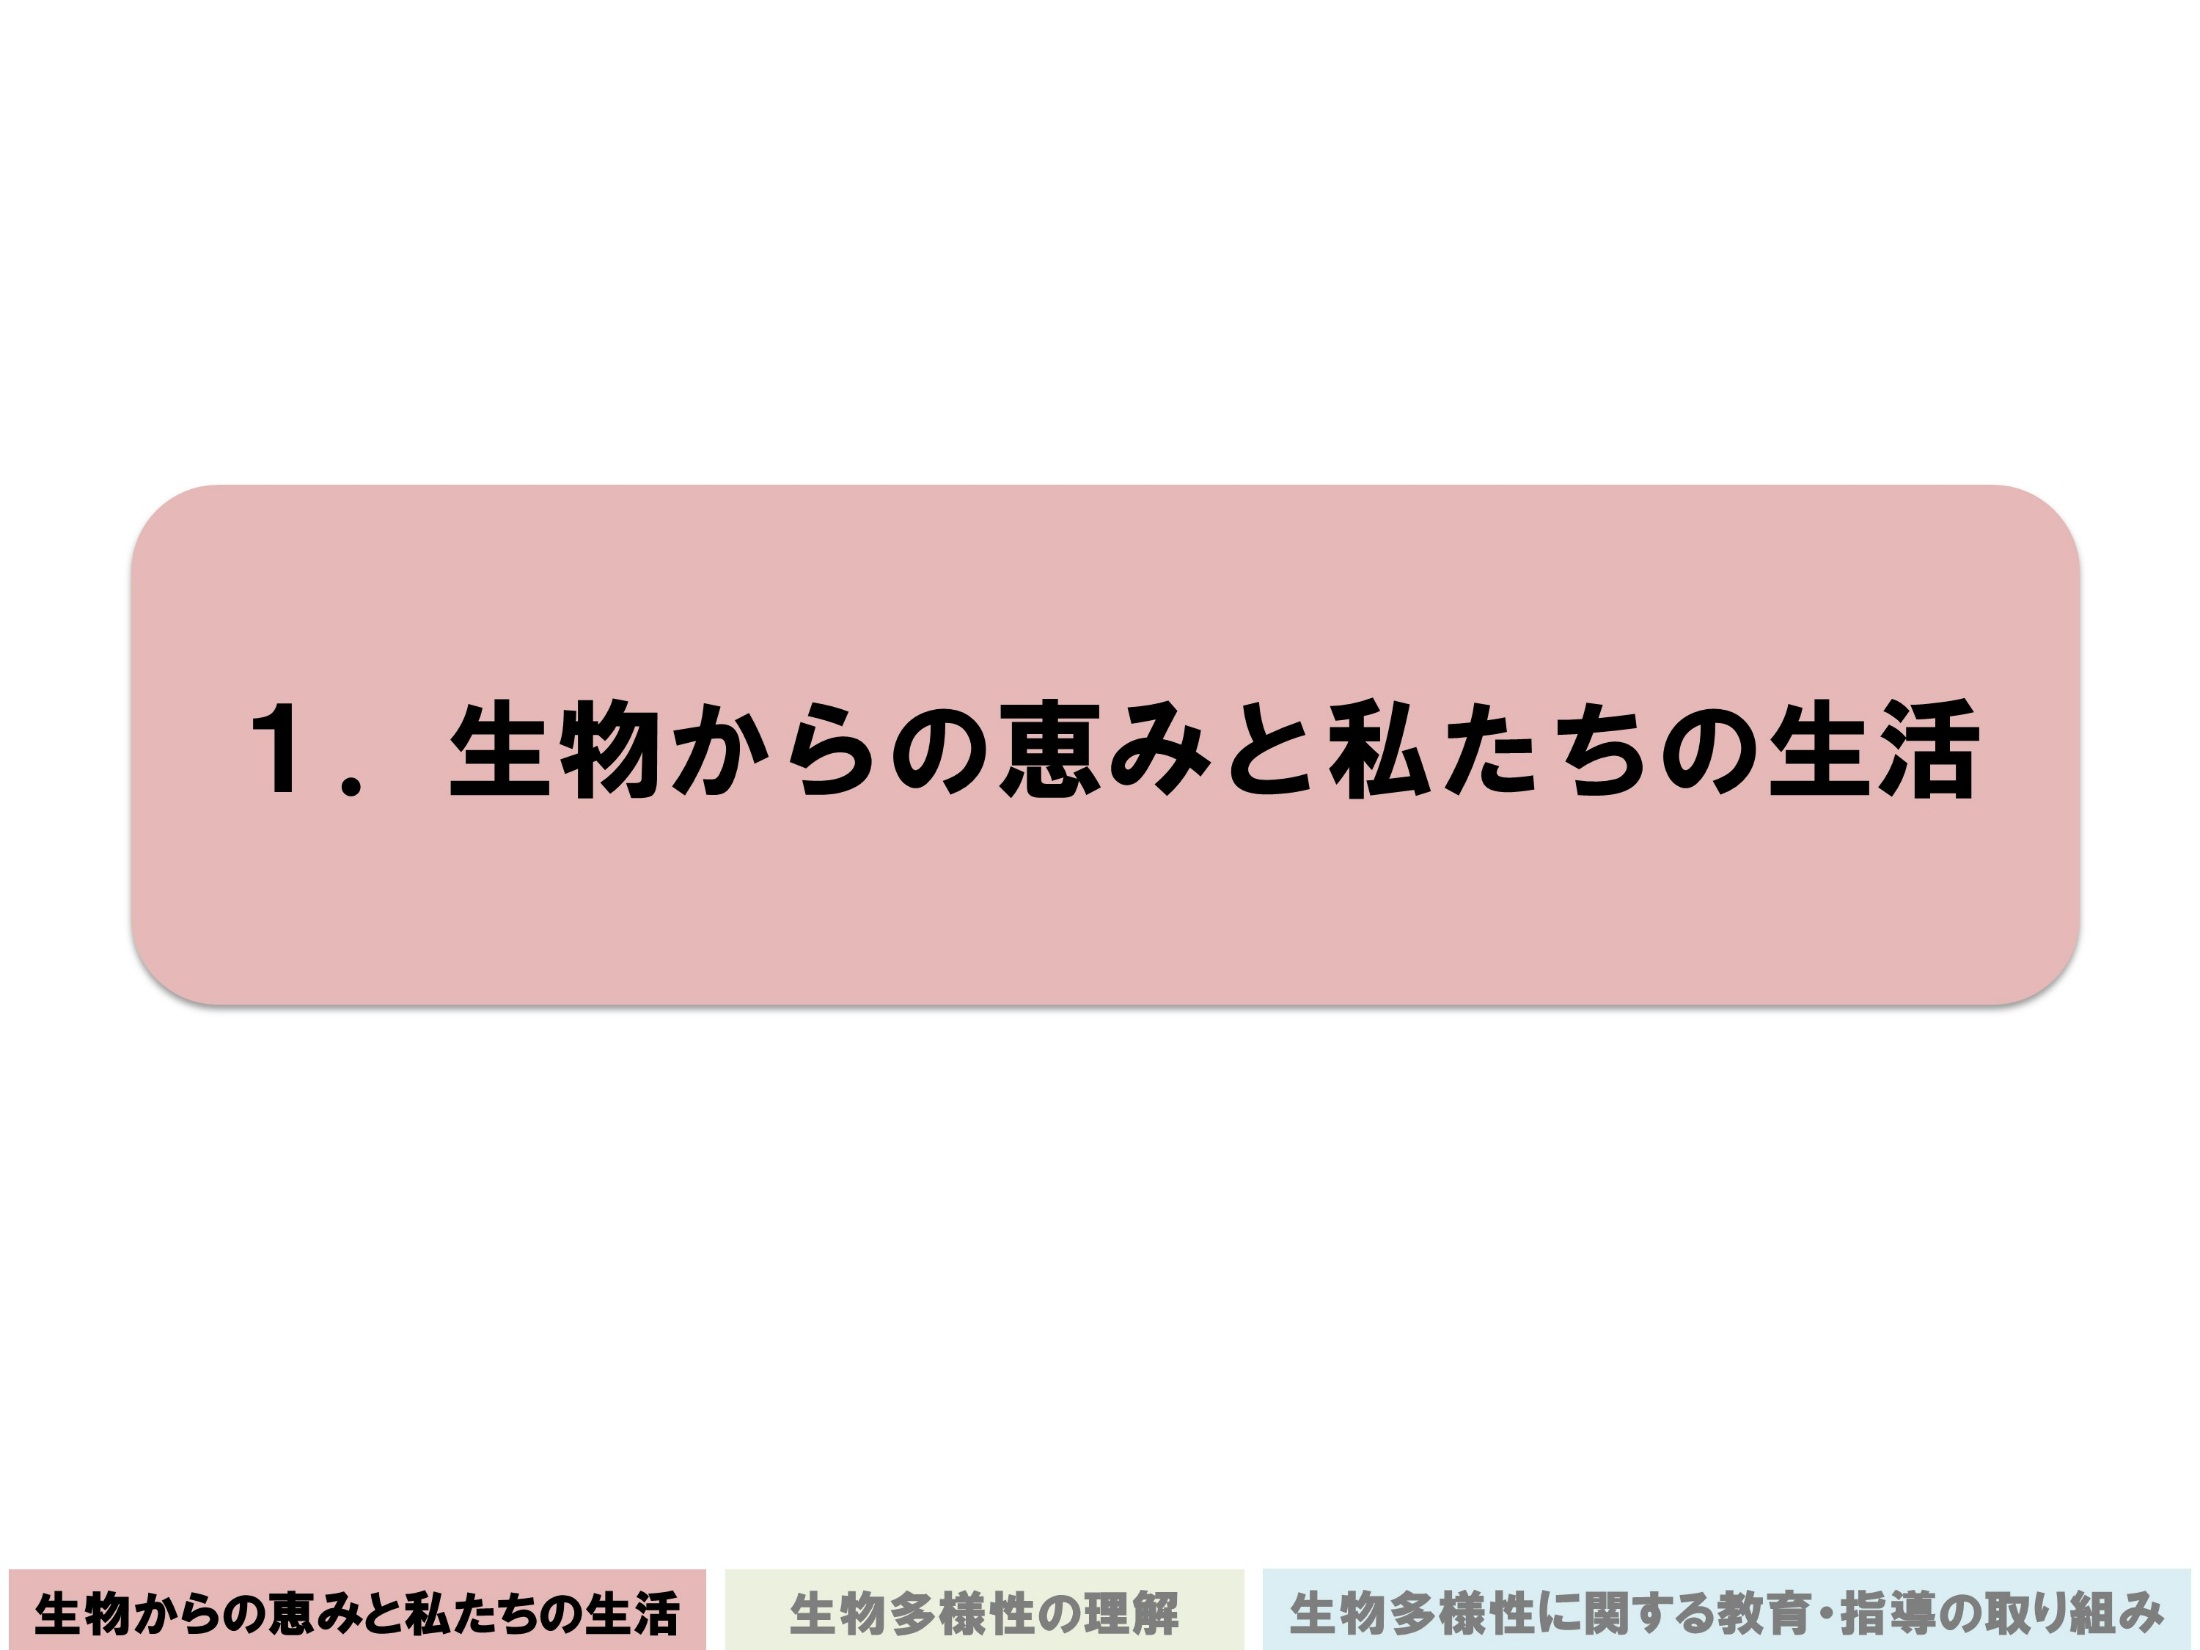 １． 生物からの恵みと私たちの生活
生物からの恵みと私たちの生活
生物多様性の理解
生物多様性に関する教育・指導の取り組み